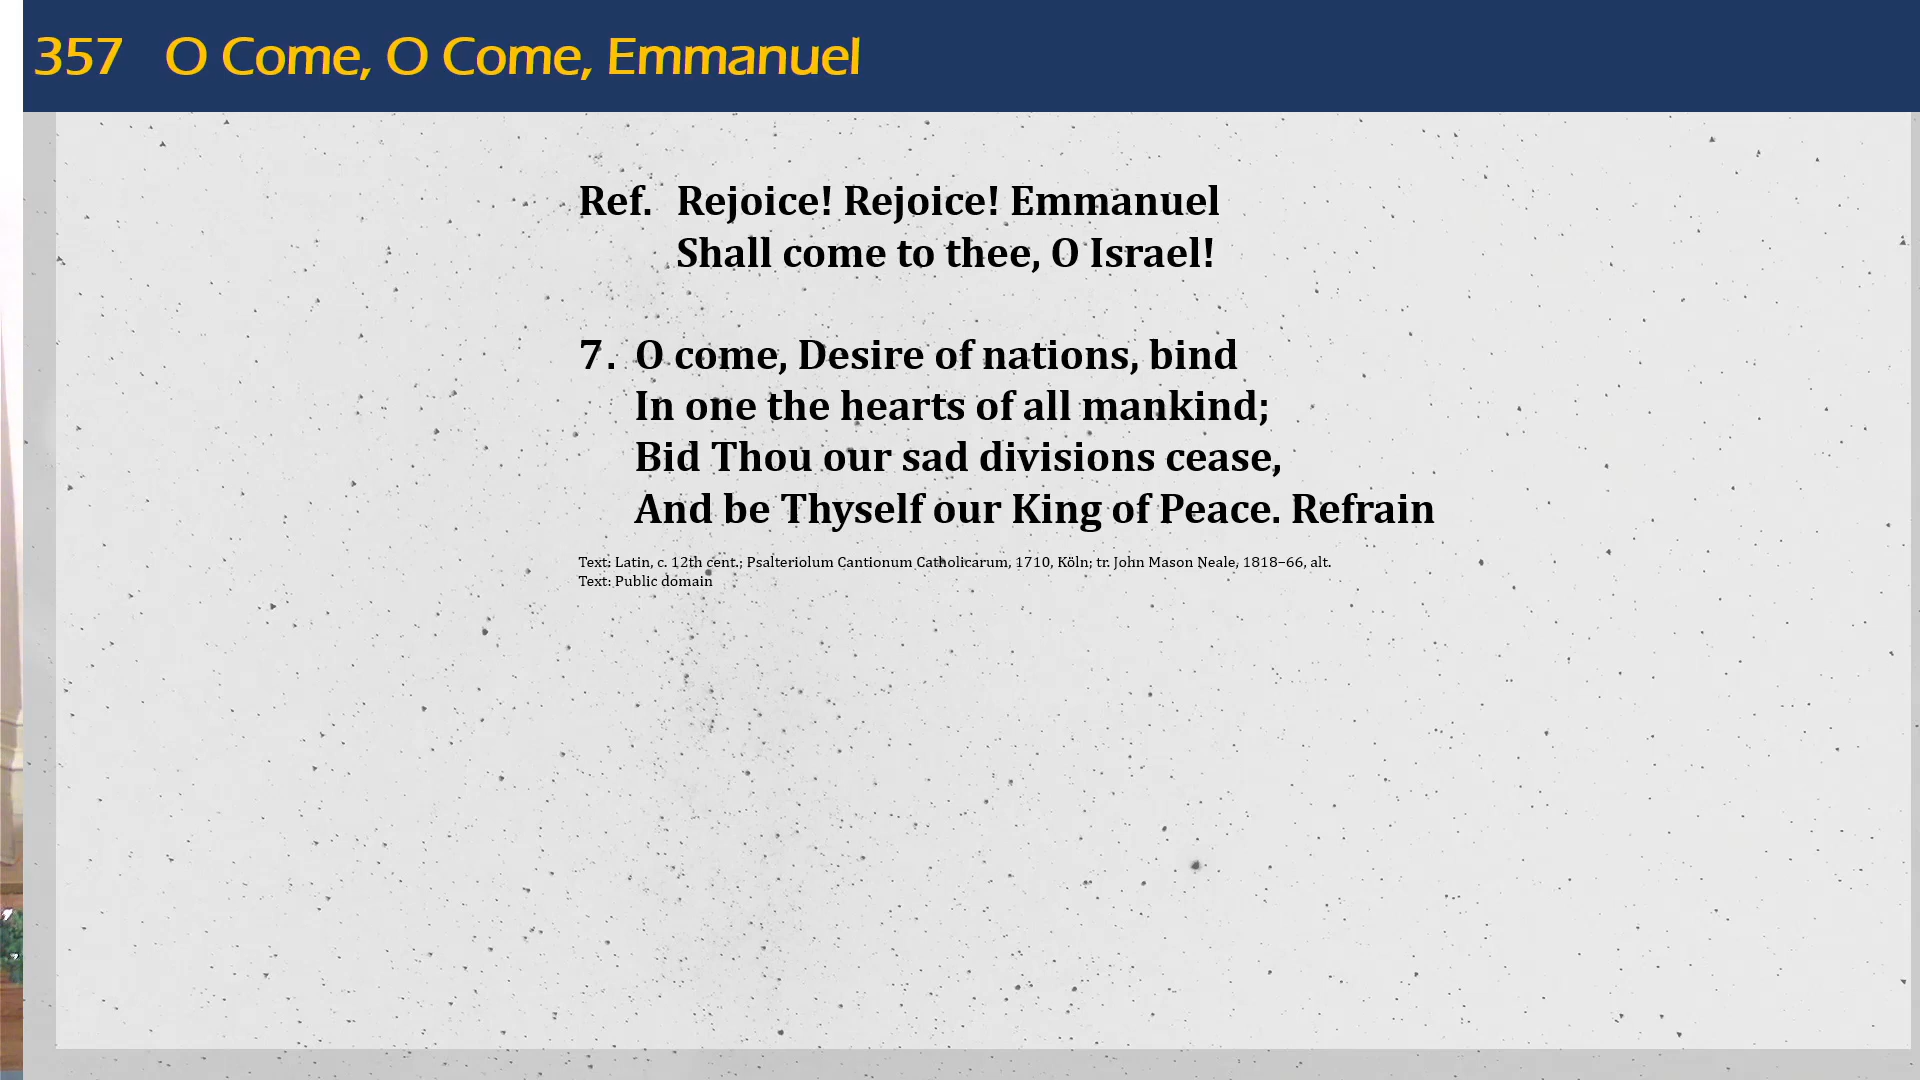 357 O Come, O Come, Emmanuel
Ref. Rejoice! Rejoice! Emmanuel
Shall come to thee, O Israel!
7. O come, Desire of nations, bind
In one the hearts of all mankind;
Bid Thou our sad divisions cease,
And be Thyself our King of Peace. Refrain
Text: Latin, c. 12th cent.; Psalteriolum Cantionum Catholicarum, 1710, Köln; tr. John Mason Neale, 1818–66, alt.
Text: Public domain